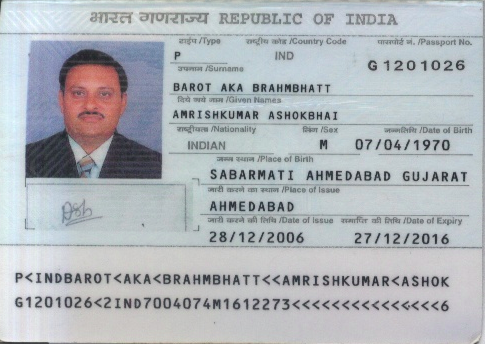 भारत गणराज्य REPUBLIC OF INDIA
टाईप /Type राष्ट्रीय कोड /Country Code पासपोर्ट नं. /Passport No.
P IND G1201026
उपनाम /Surname
BAROT AKA BRAHMBHATT
दिये गये नाम /Given Names
AMRISHKUMAR ASHOKBHAI
राष्ट्रीयता /Nationality लिंग /Sex जन्मतिथि /Date of Birth
INDIAN M 07/04/1970
जन्म स्थान /Place of Birth
SABARMATI AHMEDABAD GUJARAT
जारी करने का स्थान /Place of Issue
AHMEDABAD
जारी करने की तिथि /Date of Issue समाप्ति की तिथि /Date of Expiry
28/12/2006 27/12/2016
P<INDBAROT<AKA<BRAHMBHATT<<AMRISHKUMAR<ASHOK
G1201026<2IND7004074M1612273<<<<<<<<<<<<<<<6